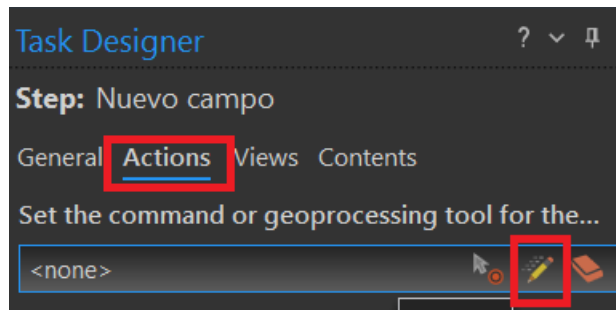 Task Designer ?
Step: Nuevo campo
General Actions Views Contents
Set the command or geoprocessing tool for the...
<none>